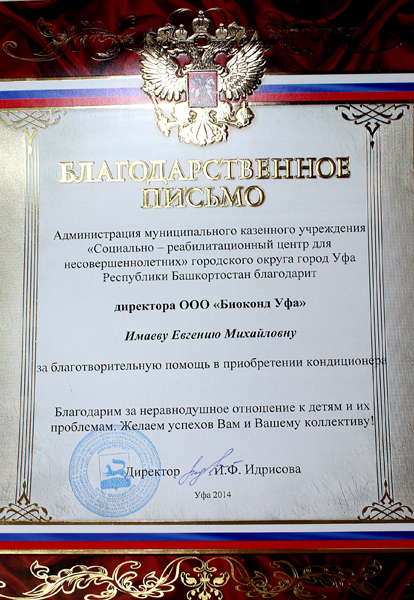 БЛАГОДАРСТВЕННОЕ
ПИСЬМО
Администрация муниципального казенного учреждения
«Социально – реабилитационный центр для
несовершеннолетних» городского округа город Уфа
Республики Башкортостан благодарит
директора ООО «Биоконд Уфа»
Имаеву Евгению Михайловну
за благотворительную помощь в приобретении кондиционера
Благодарим за неравнодушное отношение к детям и их
проблемам. Желаем успехов Вам и Вашему коллективу!
Директор И.Ф. Идрисова
Уфа 2014